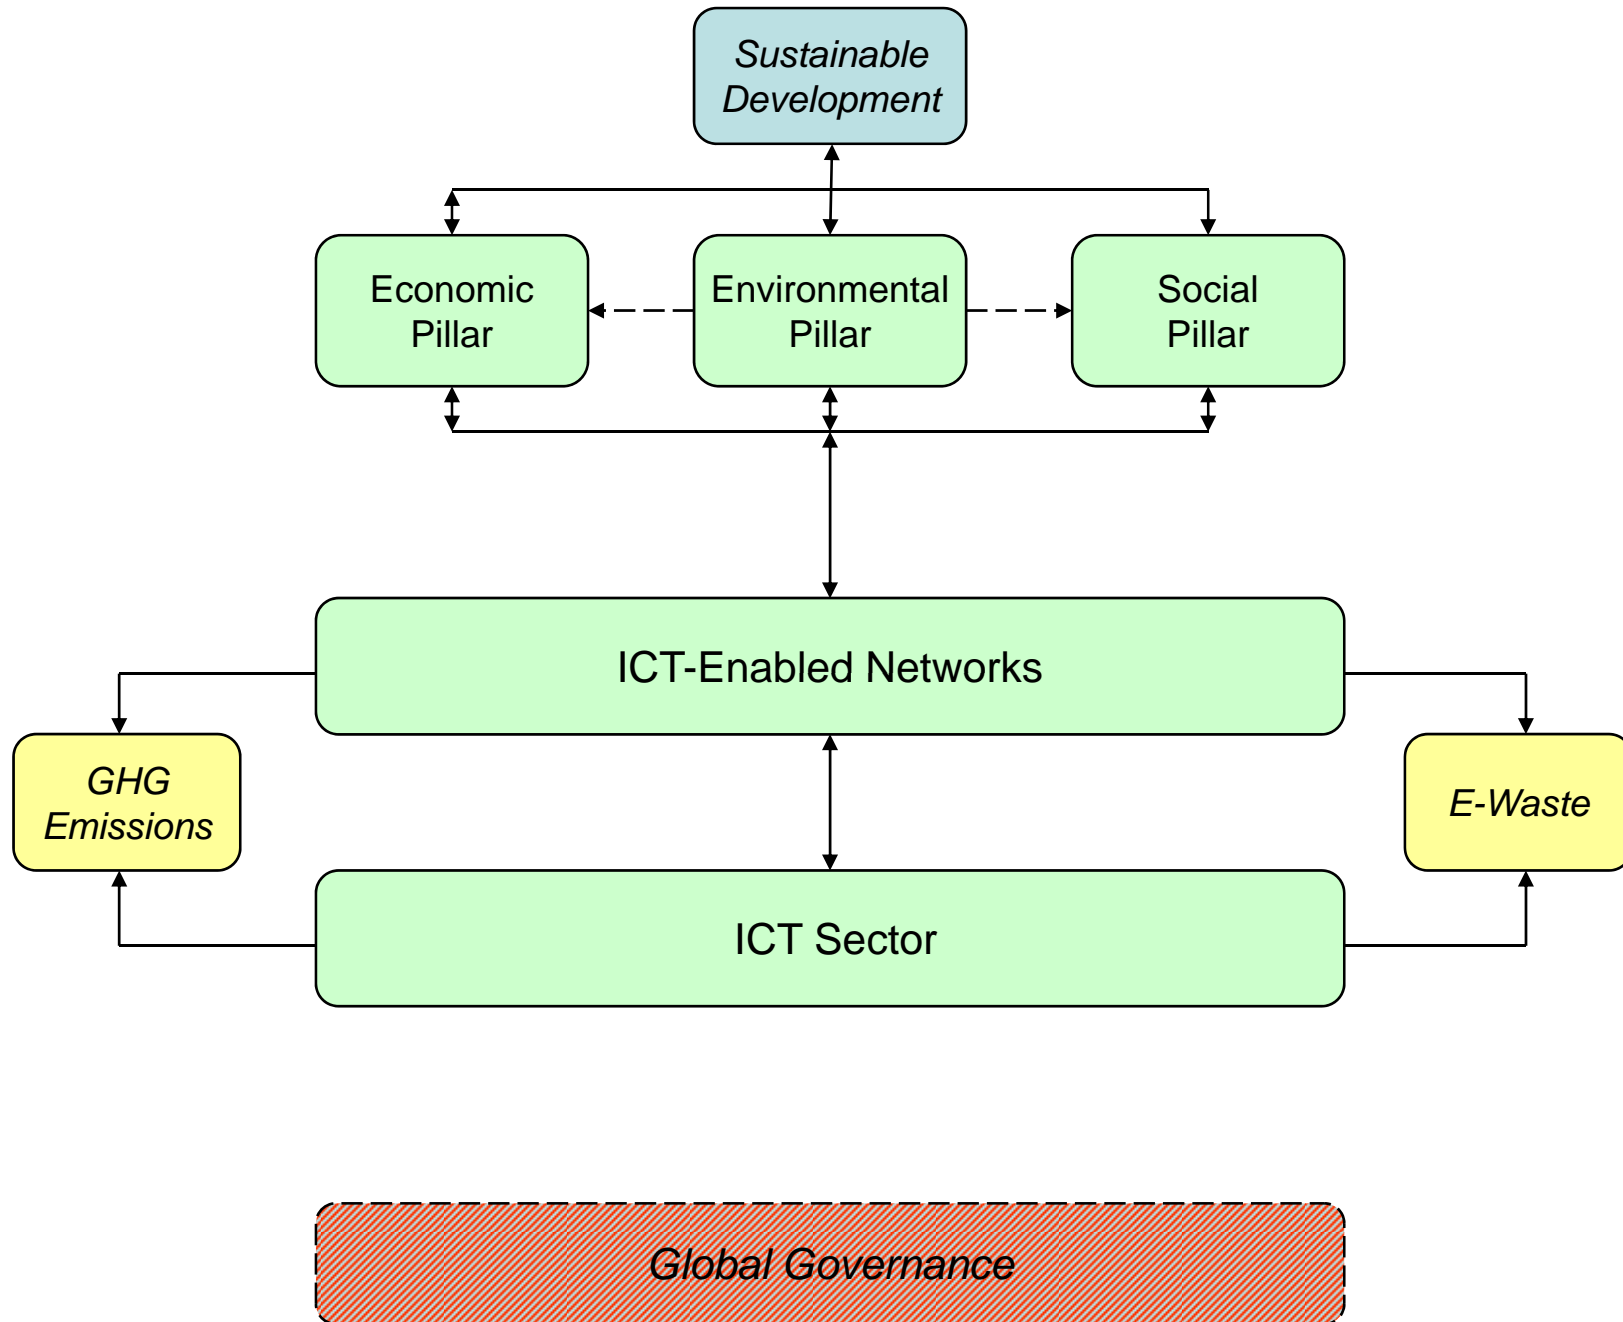 Sustainable
Development
Economic
Pillar
Environmental
Pillar
Social
Pillar
ICT-Enabled Networks
GHG
Emissions
E-Waste
ICT Sector
Global Governance